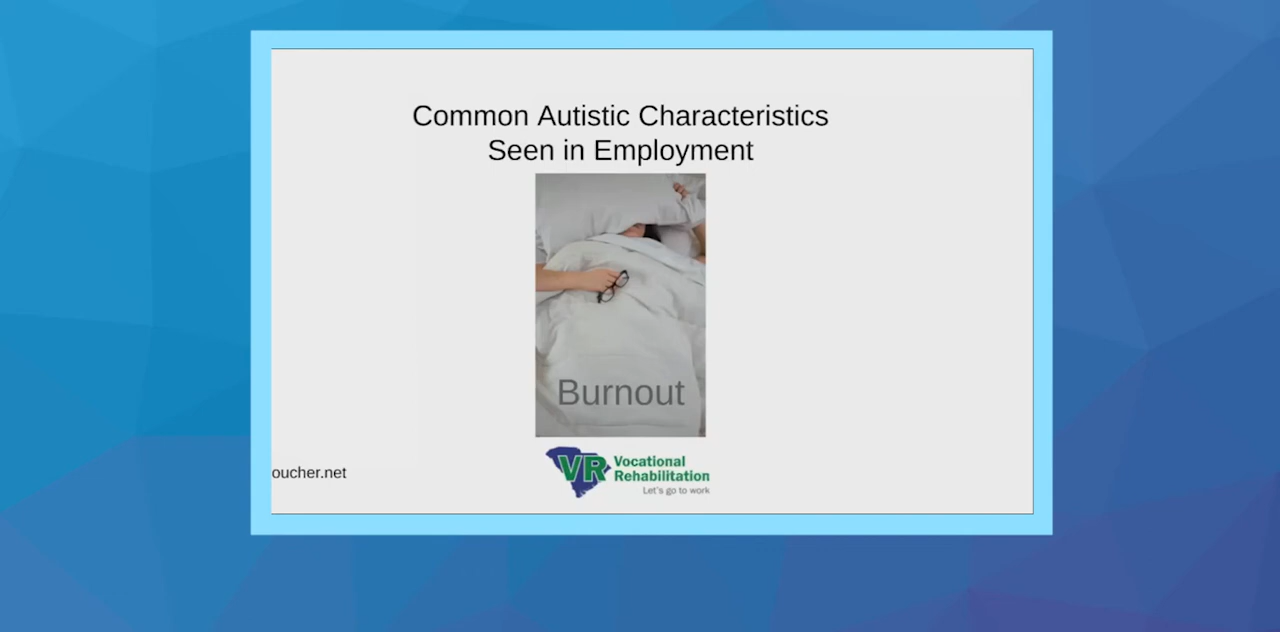 Common Autistic Characteristics
Seen in Employment
Burnout
VR Vocational
Rehabilitation
Let's go to work
oucher.net